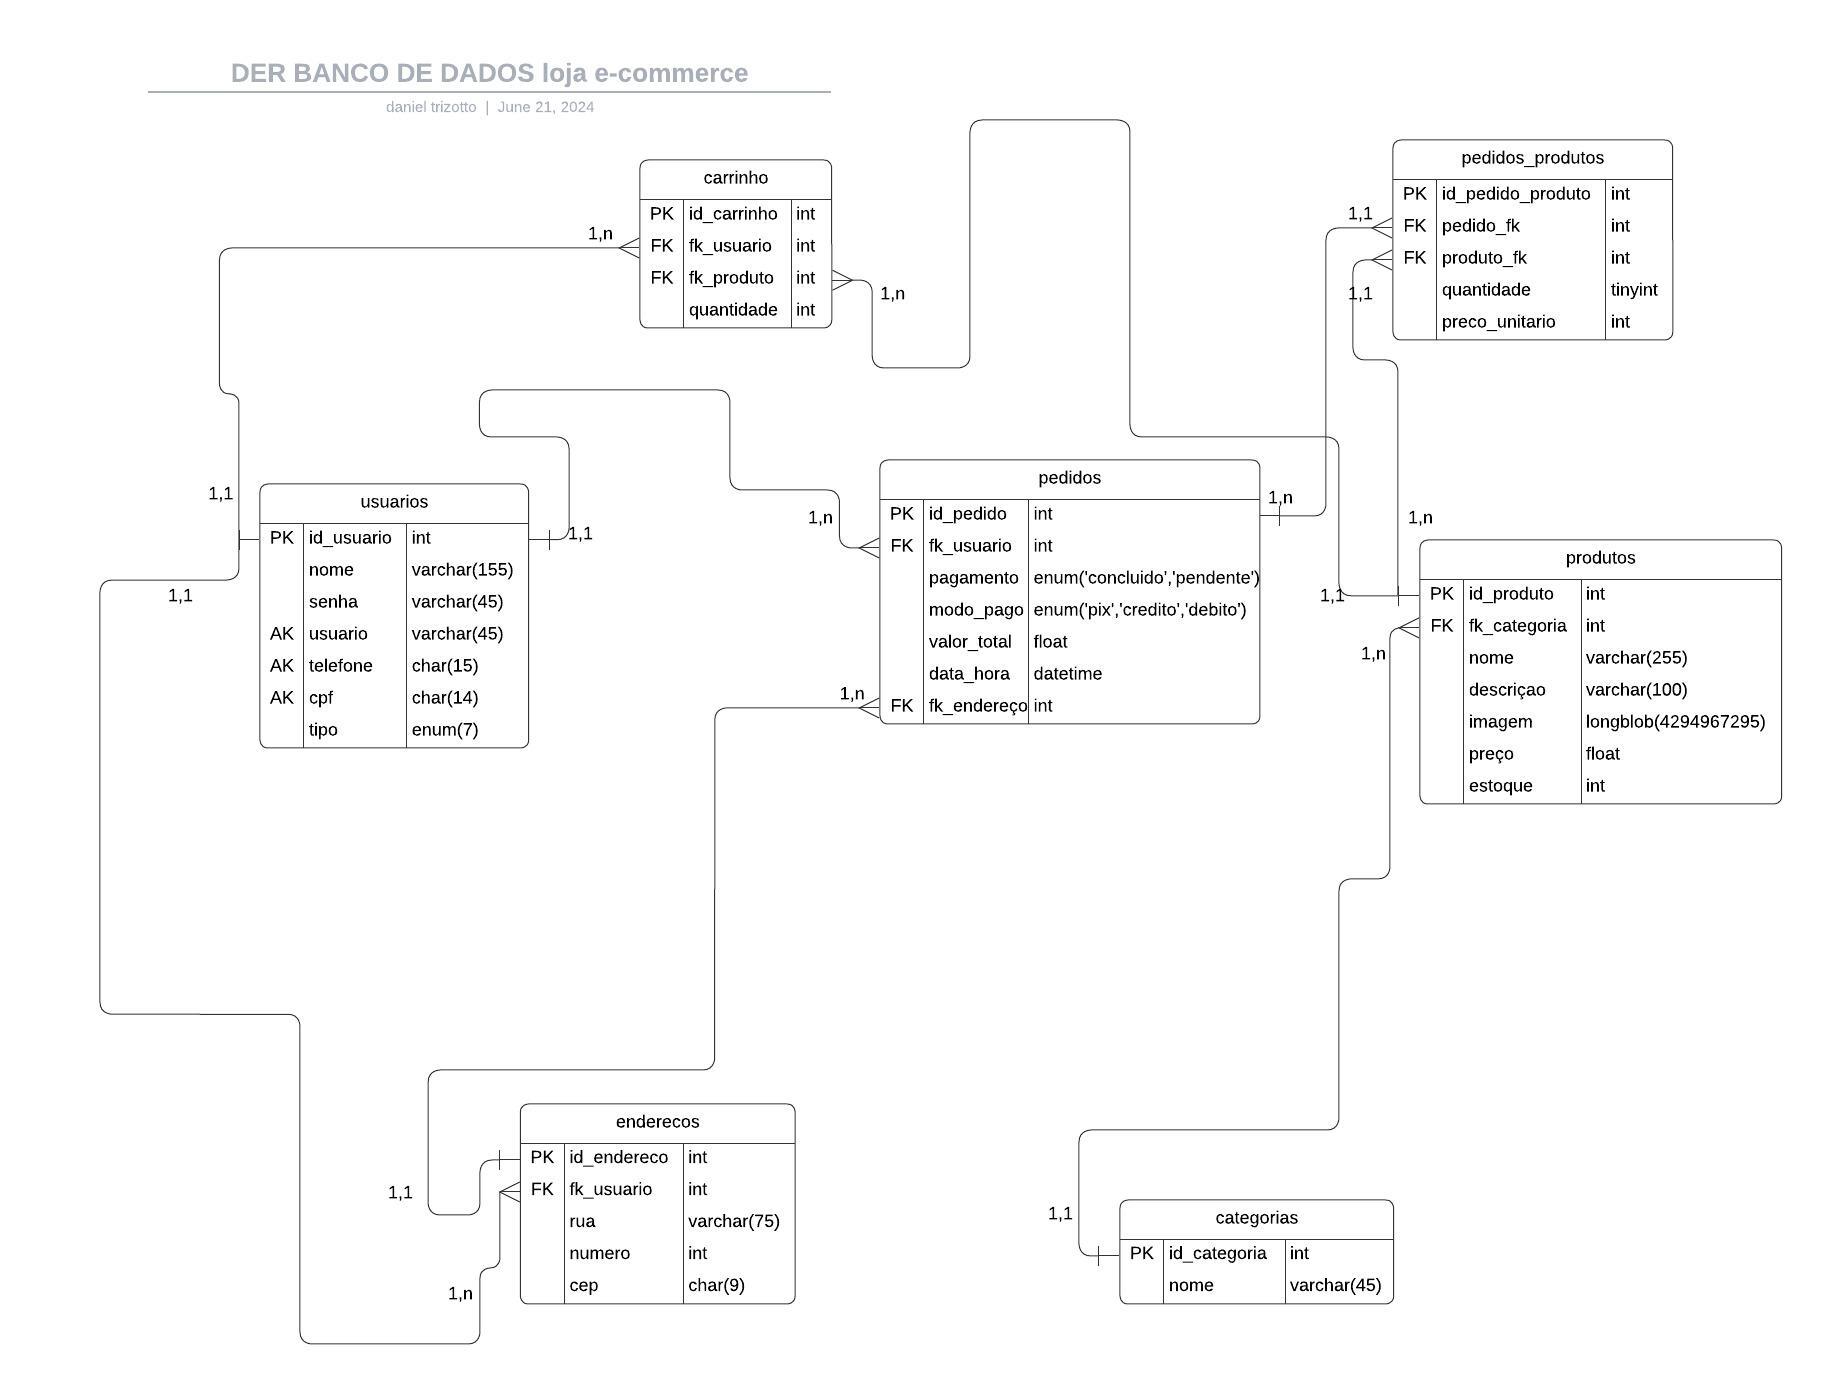 DER BANCO DE DADOS loja e-commerce
daniel trizotto | June 21, 2024
carrinho
PK id_carrinho int
FK fk_usuario int
FK fk_produto int
quantidade int
1,n
1,n
pedidos_produtos
PK id_pedido_produto int
FK pedido_fk int
FK produto_fk int
quantidade tinyint
preco_unitario int
1,1
1,1
usuarios
PK id_usuario int
nome varchar(155)
senha varchar(45)
AK usuario varchar(45)
AK telefone char(15)
AK cpf char(14)
tipo enum(7)
1,1
1,1
1,1
pedidos
PK id_pedido int
FK fk_usuario int
pagamento enum('concluido','pendente')
modo_pago enum('pix','credito','debito')
valor_total float
data_hora datetime
FK fk_endereço int
1,n
1,n
1,n
produtos
PK id_produto int
FK fk_categoria int
nome varchar(255)
descriçao varchar(100)
imagem longblob(4294967295)
preço float
estoque int
1,n
1,1
1,n
enderecos
PK id_endereco int
FK fk_usuario int
rua varchar(75)
numero int
cep char(9)
1,1
1,n
categorias
PK id_categoria int
nome varchar(45)
1,1